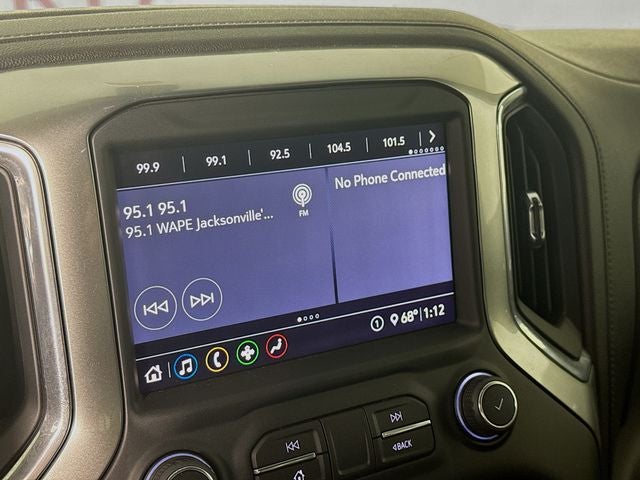 99.9 99.1 92.5 104.5 101.5
95.1 95.1
95.1 WAPE Jacksonville'...
FM
No Phone Connected
1 68° 1:12
BACK